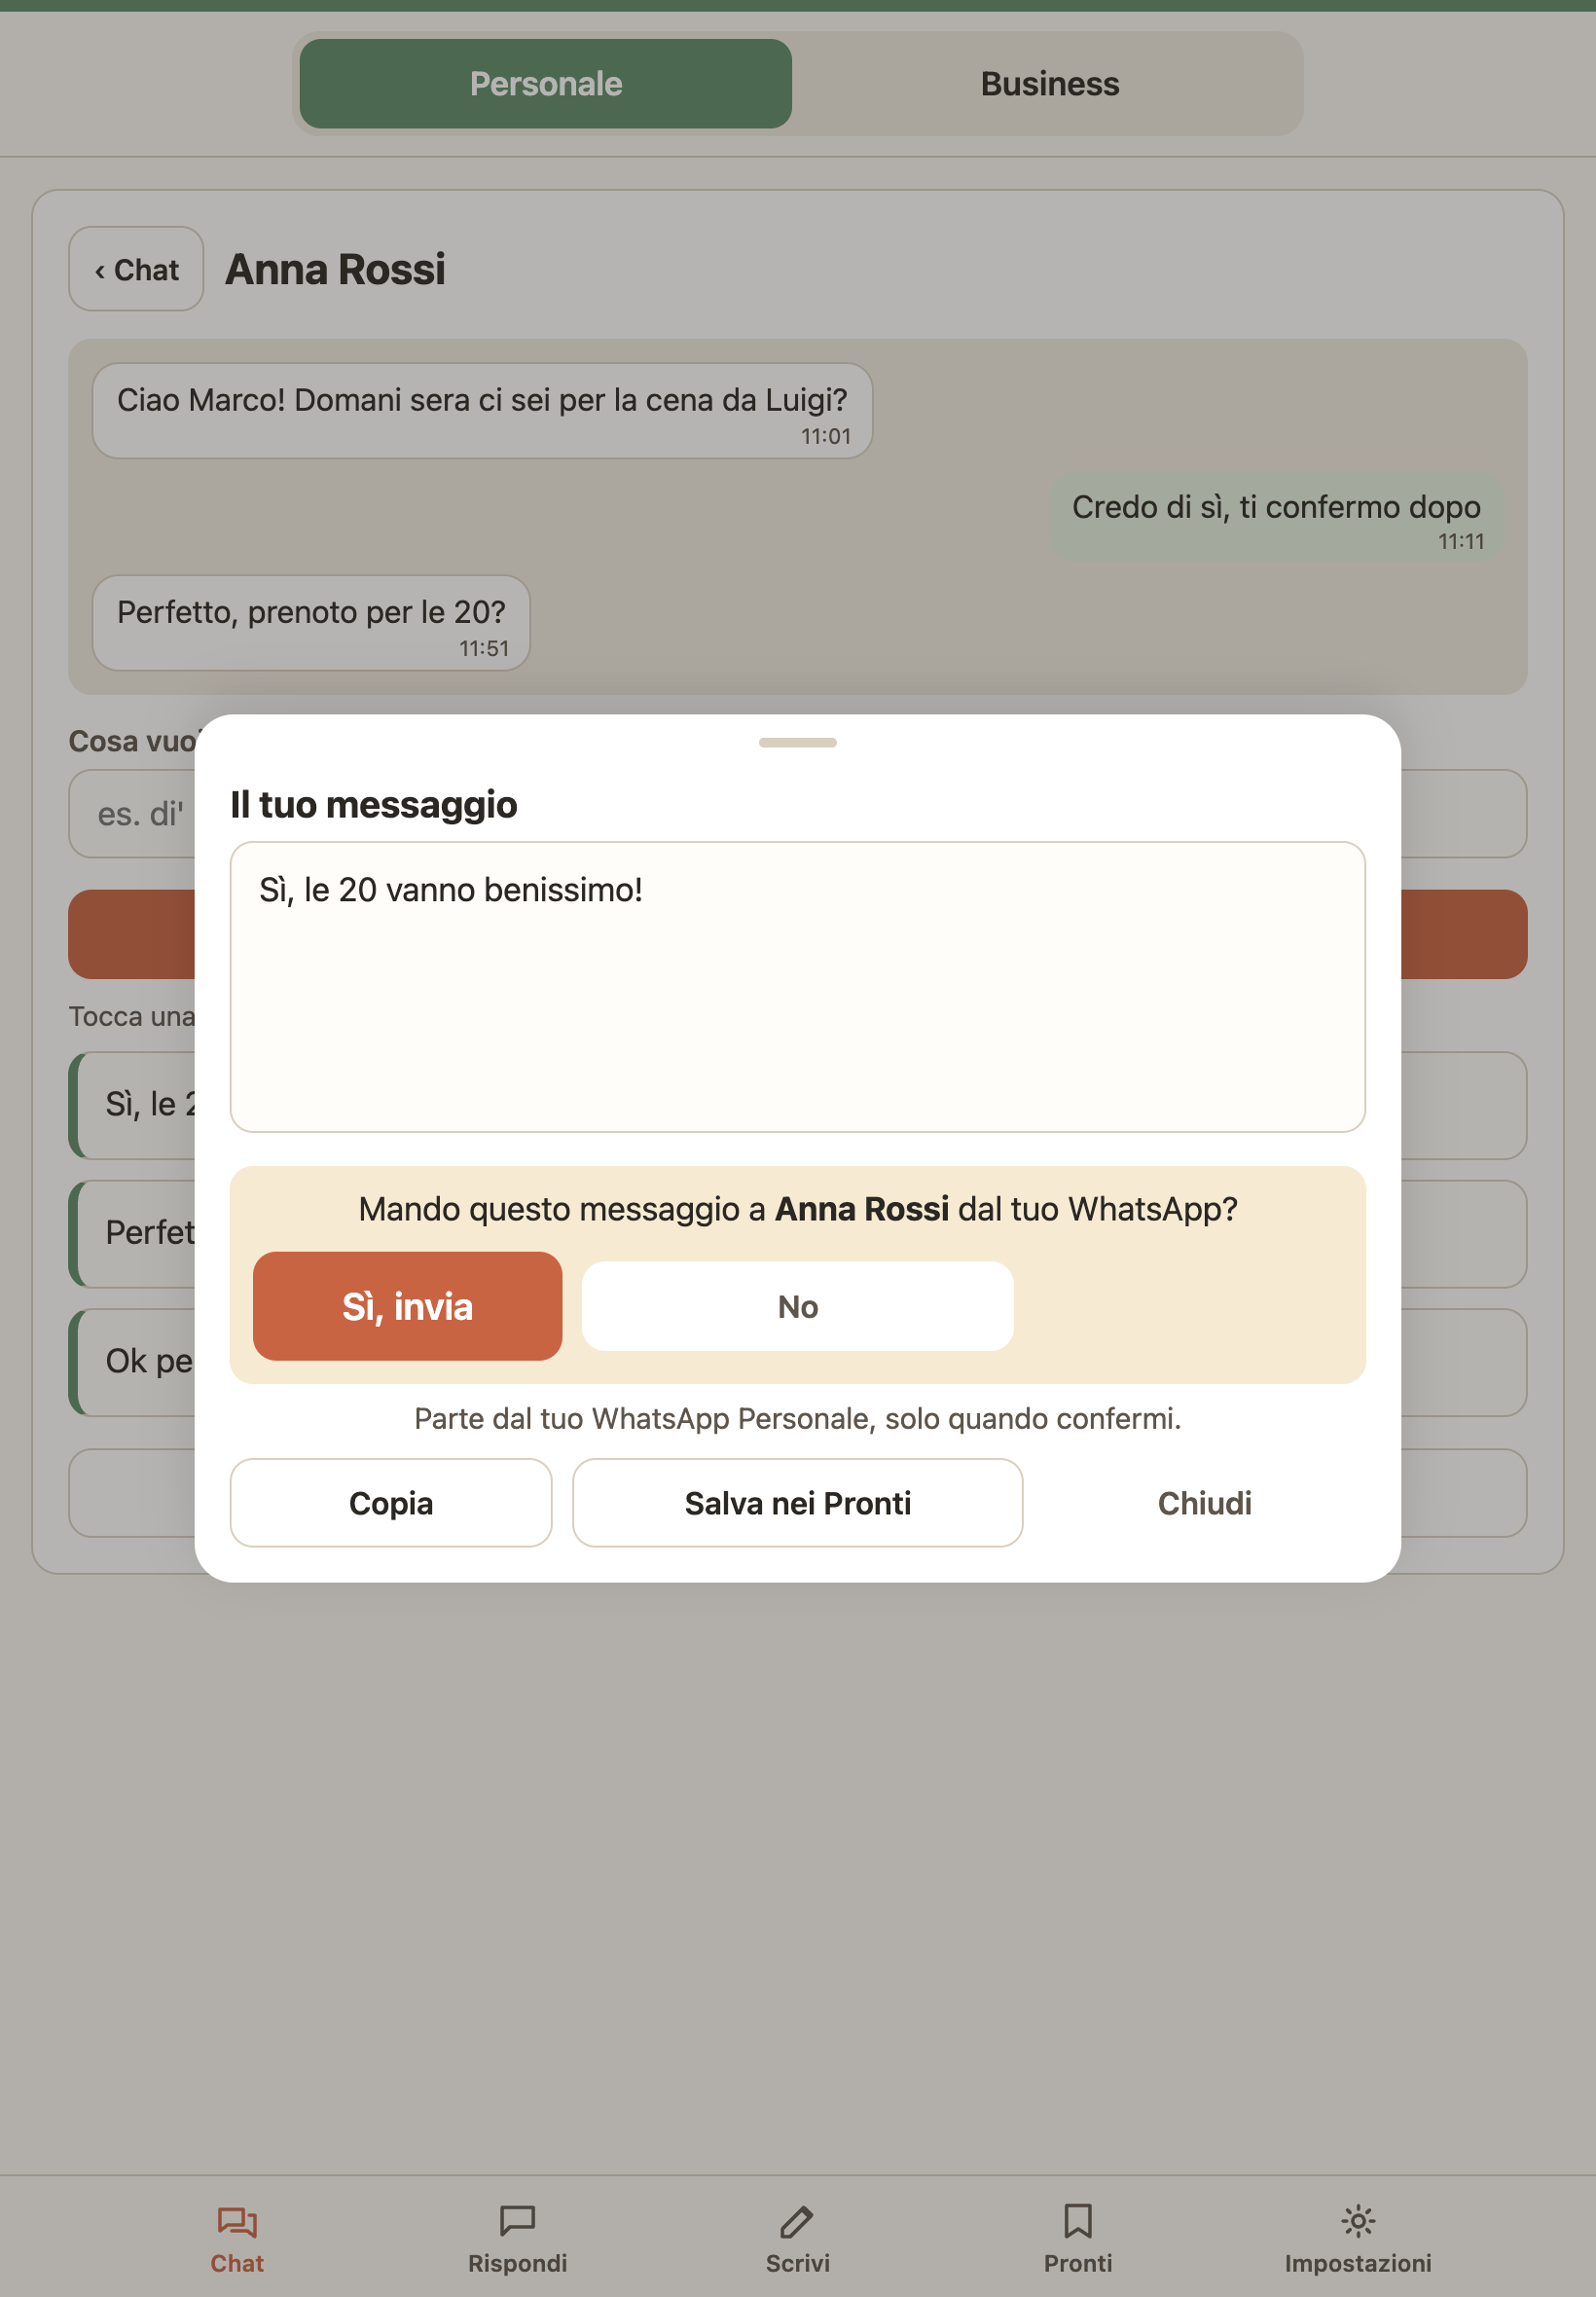 Personale
Business
‹ Chat
Anna Rossi
Ciao Marco! Domani sera ci sei per la cena da Luigi?
11:01
Credo di sì, ti confermo dopo
11:11
Perfetto, prenoto per le 20?
11:51
Cosa
es. di'
Il tuo messaggio
Sì, le 20 vanno benissimo!
Tocca una
Sì, le
Mando questo messaggio a Anna Rossi dal tuo WhatsApp?
Sì, invia
No
Ok
Parte dal tuo WhatsApp Personale, solo quando confermi.
Copia
Salva nei Pronti
Chiudi
Chat
Rispondi
Scrivi
Pronti
Impostazioni